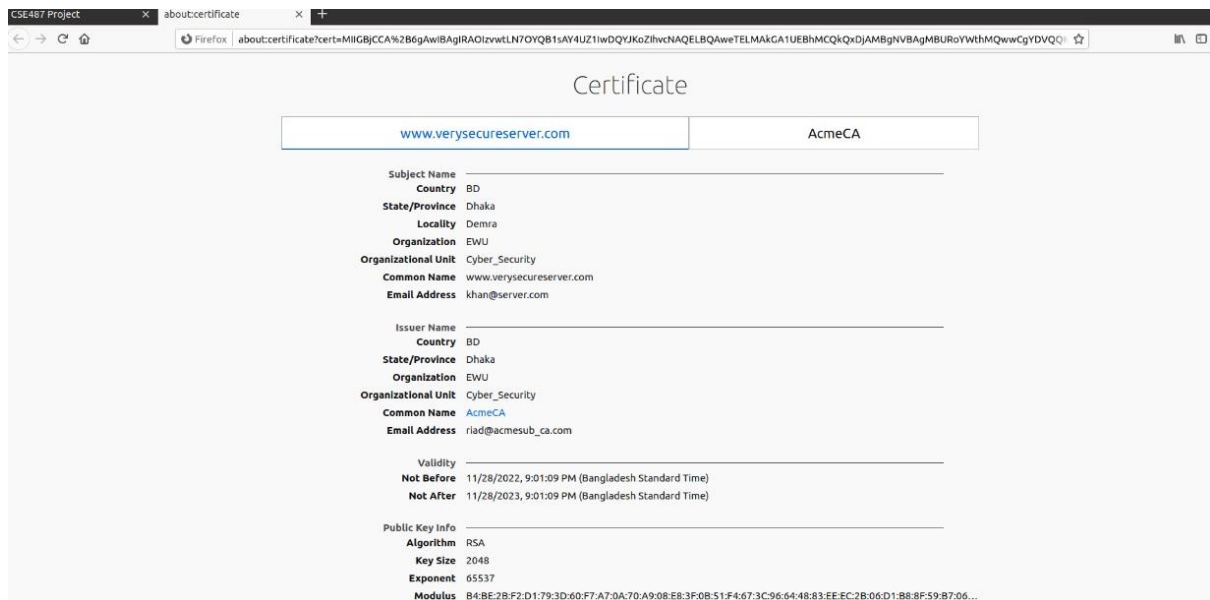 CSE487 Project × about:certificate × +
Firefox about:certificate?cert=MIIGBjCCA%2B6gAwIBAgIRAOIzvwtLN7OYQB1sAY4UZ1IwDQYJKoZIhvcNAQELBQAweTELMAkGA1UEBhMCQkQxDjAMBgNVBAgMBURoYWthMQwwCgYDVQQ
Certificate
www.verysecureserver.com AcmeCA
Subject Name
Country BD
State/Province Dhaka
Locality Demra
Organization EWU
Organizational Unit Cyber_Security
Common Name www.verysecureserver.com
Email Address khan@server.com
Issuer Name
Country BD
State/Province Dhaka
Organization EWU
Organizational Unit Cyber_Security
Common Name AcmeCA
Email Address riad@acmesub_ca.com
Validity
Not Before 11/28/2022, 9:01:09 PM (Bangladesh Standard Time)
Not After 11/28/2023, 9:01:09 PM (Bangladesh Standard Time)
Public Key Info
Algorithm RSA
Key Size 2048
Exponent 65537
Modulus B4:BE:2B:F2:D1:79:3D:60:F7:A7:0A:70:A9:08:E8:3F:0B:51:F4:67:3C:96:64:48:83:EE:EC:2B:06:D1:B8:8F:59:B7:06...